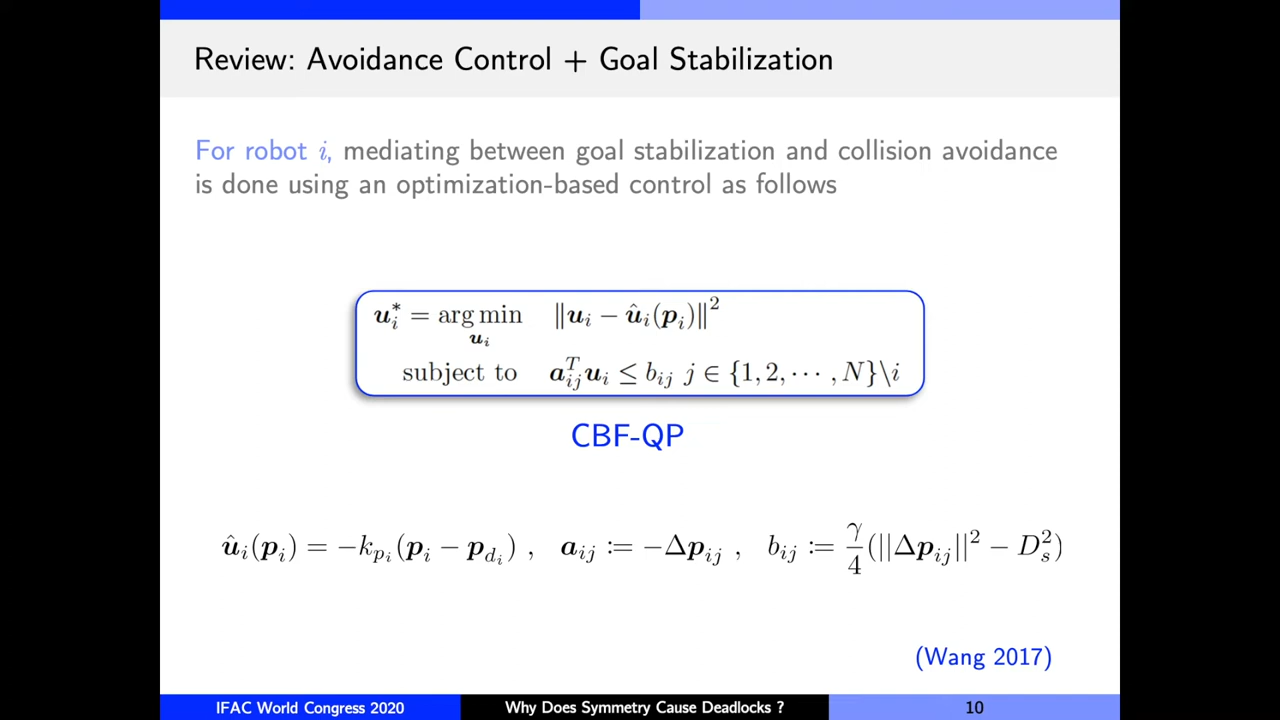 Review: Avoidance Control + Goal Stabilization
For robot i, mediating between goal stabilization and collision avoidance
is done using an optimization-based control as follows
u_i^* = arg min_{u_i} ‖u_i − û_i(p_i)‖^2
subject to a_{ij}^T u_i ≤ b_{ij} j ∈ {1, 2, ⋯ , N}\i
CBF-QP
û_i(p_i) = −k_{p_i}(p_i − p_{d_i}) , a_{ij} := −Δp_{ij} , b_{ij} := γ/4 (||Δp_{ij}||^2 − D_s^2)
(Wang 2017)
IFAC World Congress 2020 Why Does Symmetry Cause Deadlocks ? 10